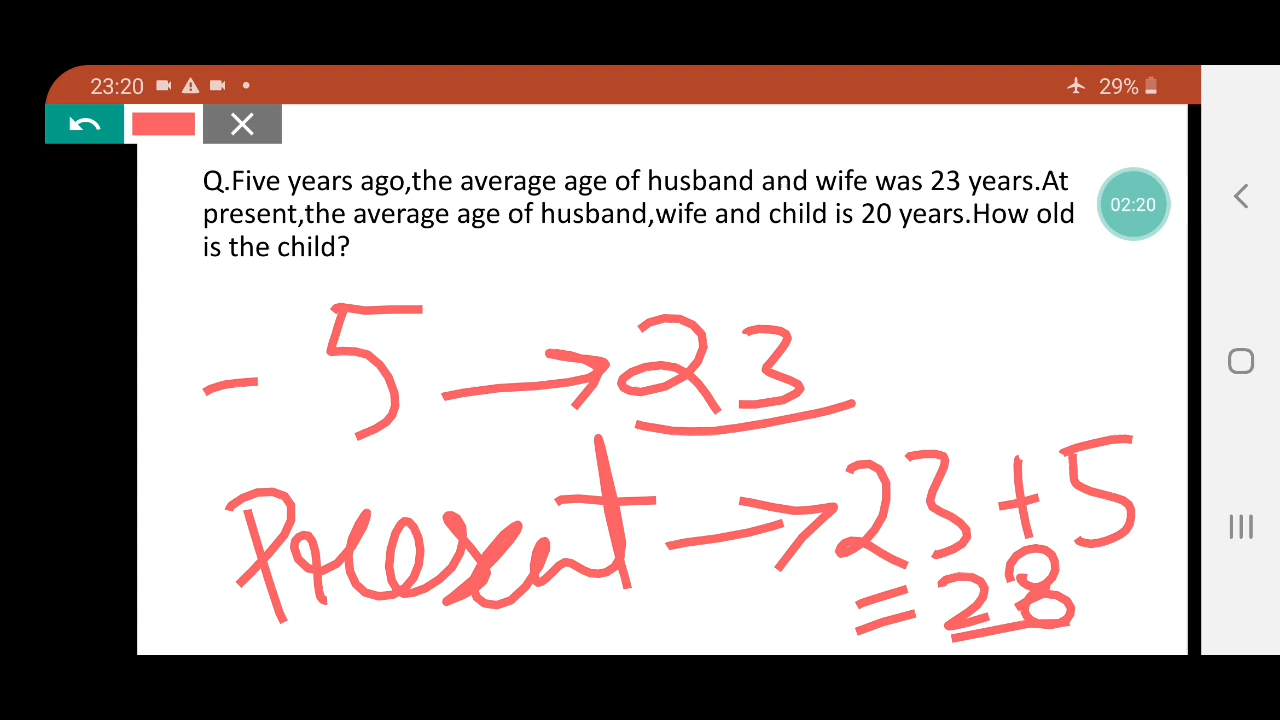 23:20
29%
Q.Five years ago,the average age of husband and wife was 23 years.At
present,the average age of husband,wife and child is 20 years.How old
is the child?
02:20
- 5 → 23
Present → 23+5
= 28